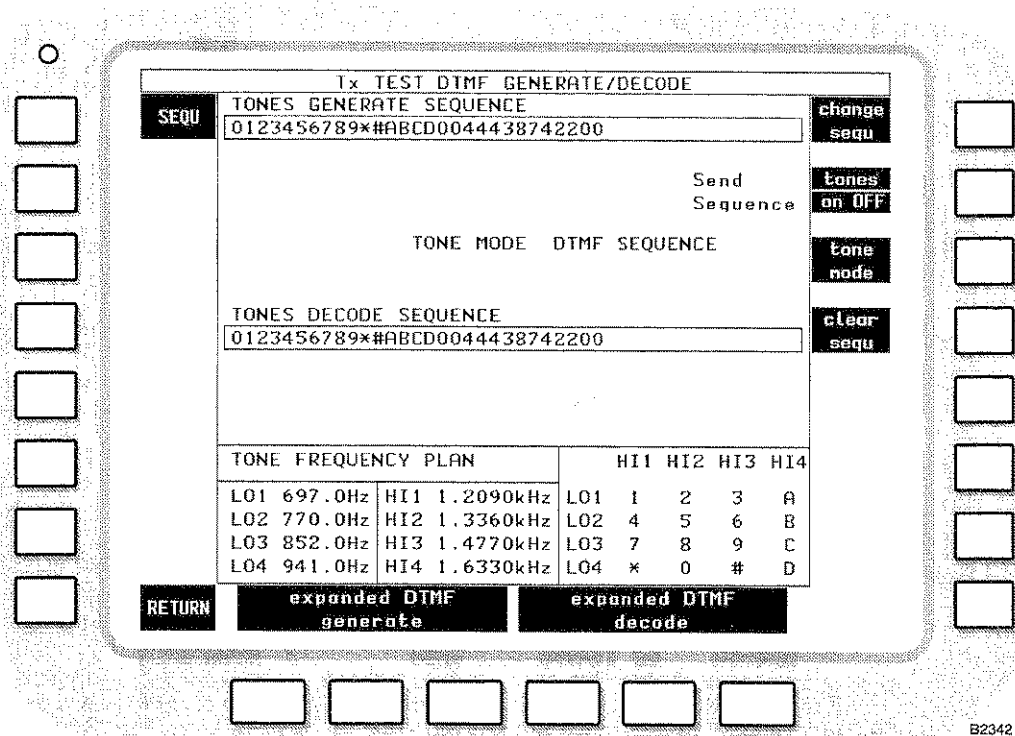 Tx TEST DTMF GENERATE/DECODE
SEQU
TONES GENERATE SEQUENCE
0123456789*#ABCD0044438742200
change
sequ
Send
Sequence
tones
on OFF
TONE MODE DTMF SEQUENCE
tone
mode
TONES DECODE SEQUENCE
0123456789*#ABCD0044438742200
clear
sequ
TONE FREQUENCY PLAN
HI1 HI2 HI3 HI4
LO1 697.0Hz HI1 1.2090kHz LO1 1 2 3 A
LO2 770.0Hz HI2 1.3360kHz LO2 4 5 6 B
LO3 852.0Hz HI3 1.4770kHz LO3 7 8 9 C
LO4 941.0Hz HI4 1.6330kHz LO4 * 0 # D
RETURN
expanded DTMF
generate
expanded DTMF
decode
B2342